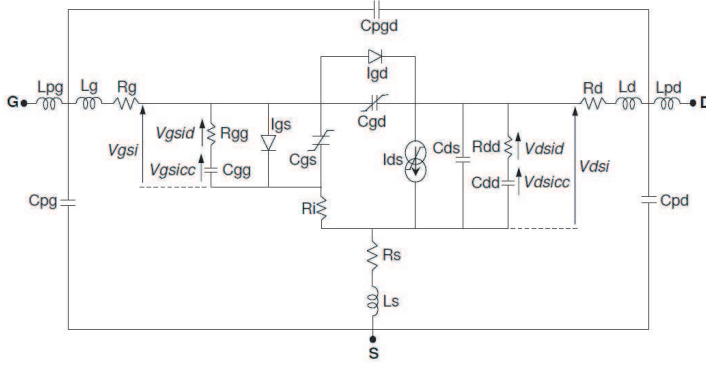 Cpgd
Igd
Lpg Lg Rg Rd Ld Lpd
G D
Cgd
Vgsi Vgsid Rgg Igs Cgs Ids Cds Rdd Vdsid Vdsi
Vgsicc Cgg Cdd Vdsicc
Cpg Ri Cpd
Rs
Ls
S